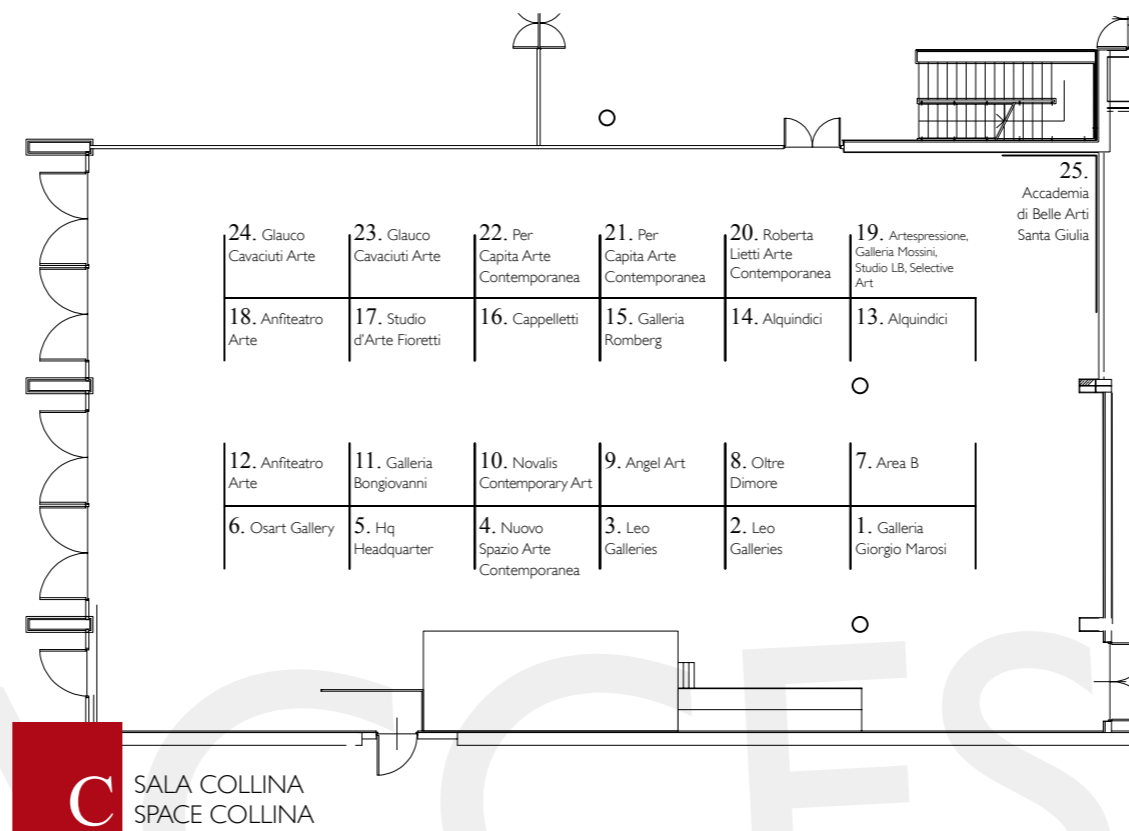 25.
Accademia
di Belle Arti
Santa Giulia
24. Glauco
Cavaciuti Arte
23. Glauco
Cavaciuti Arte
22. Per
Capita Arte
Contemporanea
21. Per
Capita Arte
Contemporanea
20. Roberta
Lietti Arte
Contemporanea
19. Artespressione,
Galleria Mossini,
Studio LB, Selective
Art
18. Anfiteatro
Arte
17. Studio
d'Arte Fioretti
16. Cappelletti
15. Galleria
Romberg
14. Alquindici
13. Alquindici
12. Anfiteatro
Arte
11. Galleria
Bongiovanni
10. Novalis
Contemporary Art
9. Angel Art
8. Oltre
Dimore
7. Area B
6. Osart Gallery
5. Hq
Headquarter
4. Nuovo
Spazio Arte
Contemporanea
3. Leo
Galleries
2. Leo
Galleries
1. Galleria
Giorgio Marosi
ACCES
C
SALA COLLINA
SPACE COLLINA